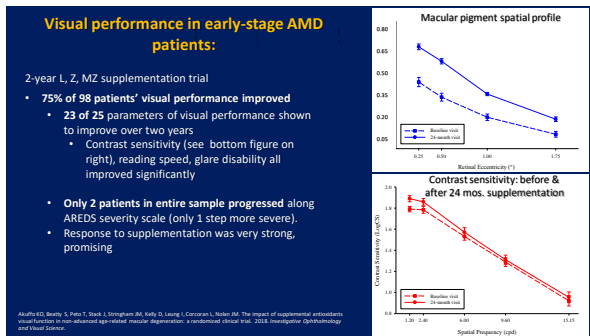 Visual performance in early-stage AMD
patients:
2-year L, Z, MZ supplementation trial
• 75% of 98 patients' visual performance improved
• 23 of 25 parameters of visual performance shown
to improve over two years
• Contrast sensitivity (see bottom figure on
right), reading speed, glare disability all
improved significantly
• Only 2 patients in entire sample progressed along
AREDS severity scale (only 1 step more severe).
• Response to supplementation was very strong,
promising
Akuffo KO, Beatty S, Peto T, Stack J, Stringham JM, Kelly D, Leung I, Corcoran L, Nolan JM. The impact of supplemental antioxidants
visual function in non-advanced age-related macular degeneration: a randomized clinical trial. 2018. Investigative Ophthalmology
and Visual Science.
Macular pigment spatial profile
0.80
0.65
0.45
0.35
0.20
0.05
Baseline visit
24-month visit
0.25 0.50 1.00 1.75
Retinal Eccentricity (°)
Contrast sensitivity: before &
after 24 mos. supplementation
Contrast Sensitivity (LogCS)
2.0
1.8
1.6
1.4
1.2
1.0
0.8
Baseline visit
24-month visit
1.20 2.40 6.00 9.60 15.15
Spatial Frequency (cpd)